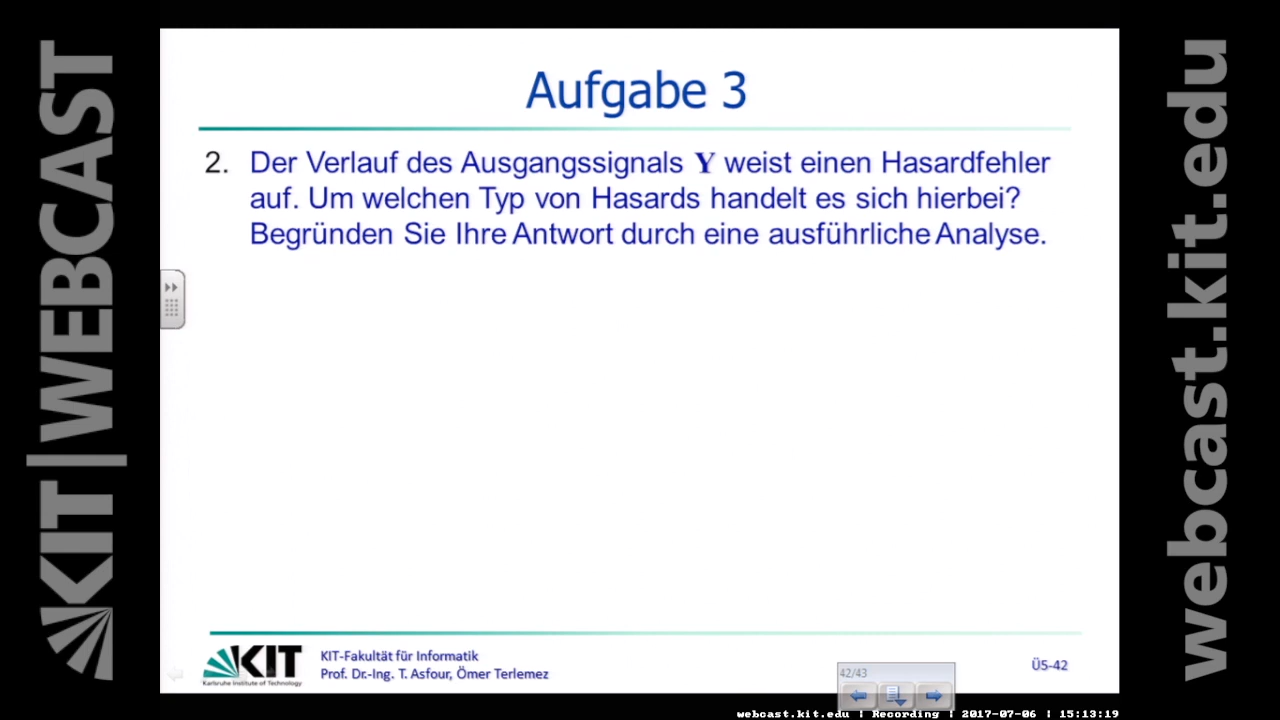 KIT | WEBCAST
Aufgabe 3
2. Der Verlauf des Ausgangssignals Y weist einen Hasardfehler
auf. Um welchen Typ von Hasards handelt es sich hierbei?
Begründen Sie Ihre Antwort durch eine ausführliche Analyse.
KIT
Karlsruhe Institute of Technology
KIT-Fakultät für Informatik
Prof. Dr.-Ing. T. Asfour, Ömer Terlemez
42/43
Ü5-42
webcast.kit.edu
webcast.kit.edu | Recording | 2017-07-06 | 15:13:19